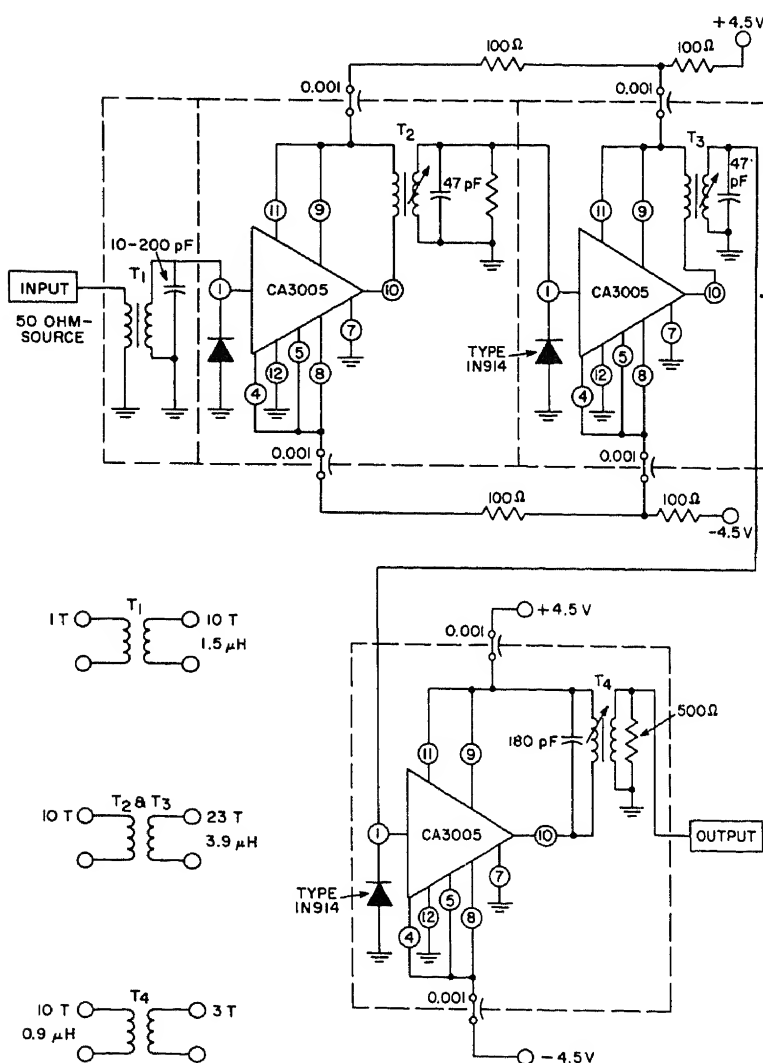 +4.5V
100Ω
100Ω
0.001
0.001
T2
T3
11
9
47 pF
11
9
47 pF
10-200 pF
INPUT
T1
1
CA3005
10
1
CA3005
10
50 OHM-
SOURCE
7
5
12
8
4
TYPE
IN914
7
5
12
8
4
0.001
0.001
100Ω
100Ω
-4.5V
T1
1T
10 T
1.5 μH
0.001
+4.5V
T4
500Ω
180 pF
11
9
T2 & T3
10 T
23 T
3.9 μH
1
CA3005
10
OUTPUT
TYPE
IN914
7
5
12
8
4
T4
10 T
3 T
0.9 μH
0.001
-4.5V